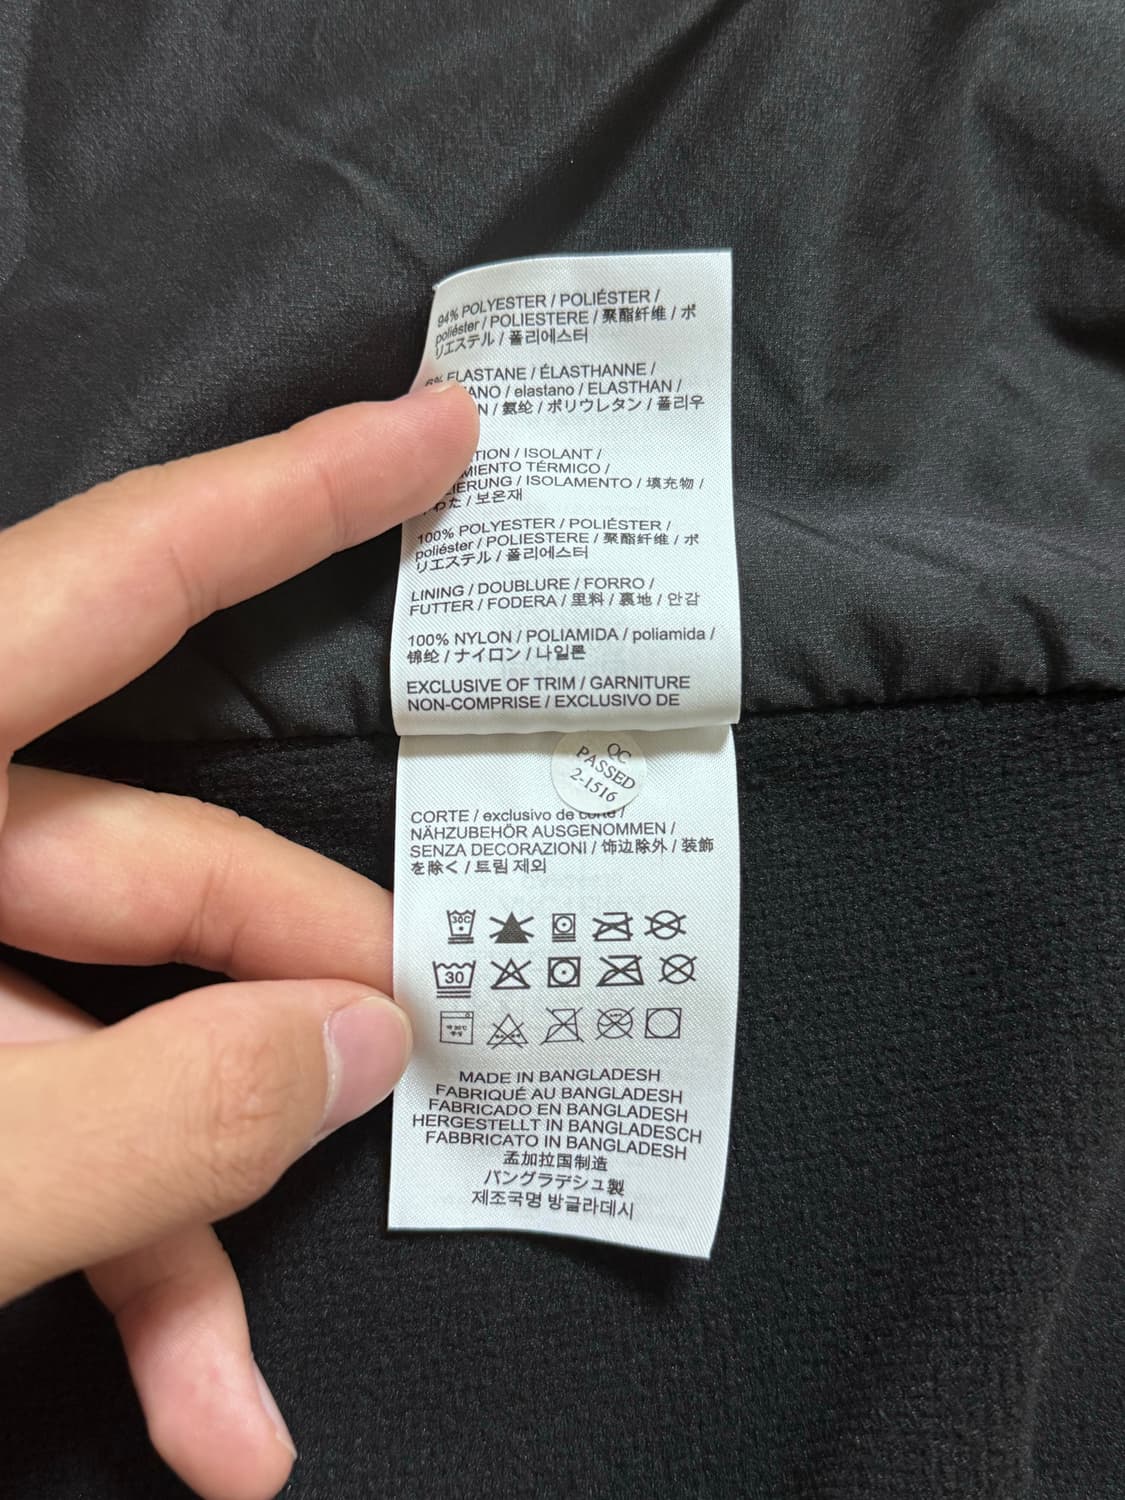 94% POLYESTER / POLIÉSTER /
poliéster / POLIESTERE / 聚酯纤维 / ポ
リエステル / 폴리에스터
6% ELASTANE / ÉLASTHANNE /
/ elastano / ELASTHAN /
/ 氨纶 / ポリウレタン / 폴리우
/ ISOLANT /
TÉRMICO /
/ ISOLAMENTO / 填充物 /
/ 보온재
100% POLYESTER / POLIÉSTER /
poliéster / POLIESTERE / 聚酯纤维 / ポ
リエステル / 폴리에스터
LINING / DOUBLURE / FORRO /
FUTTER / FODERA / 里料 / 裏地 / 안감
100% NYLON / POLIAMIDA / poliamida /
锦纶 / ナイロン / 나일론
EXCLUSIVE OF TRIM / GARNITURE
NON-COMPRISE / EXCLUSIVO DE
QC
PASSED
2-1516
CORTE / exclusivo de corte /
NÄHZUBEHÖR AUSGENOMMEN /
SENZA DECORAZIONI / 饰边除外 / 装飾
を除く / 트림 제외
30C
30
MADE IN BANGLADESH
FABRIQUÉ AU BANGLADESH
FABRICADO EN BANGLADESH
HERGESTELLT IN BANGLADESCH
FABBRICATO IN BANGLADESH
孟加拉国制造
バングラデシュ製
제조국명 방글라데시